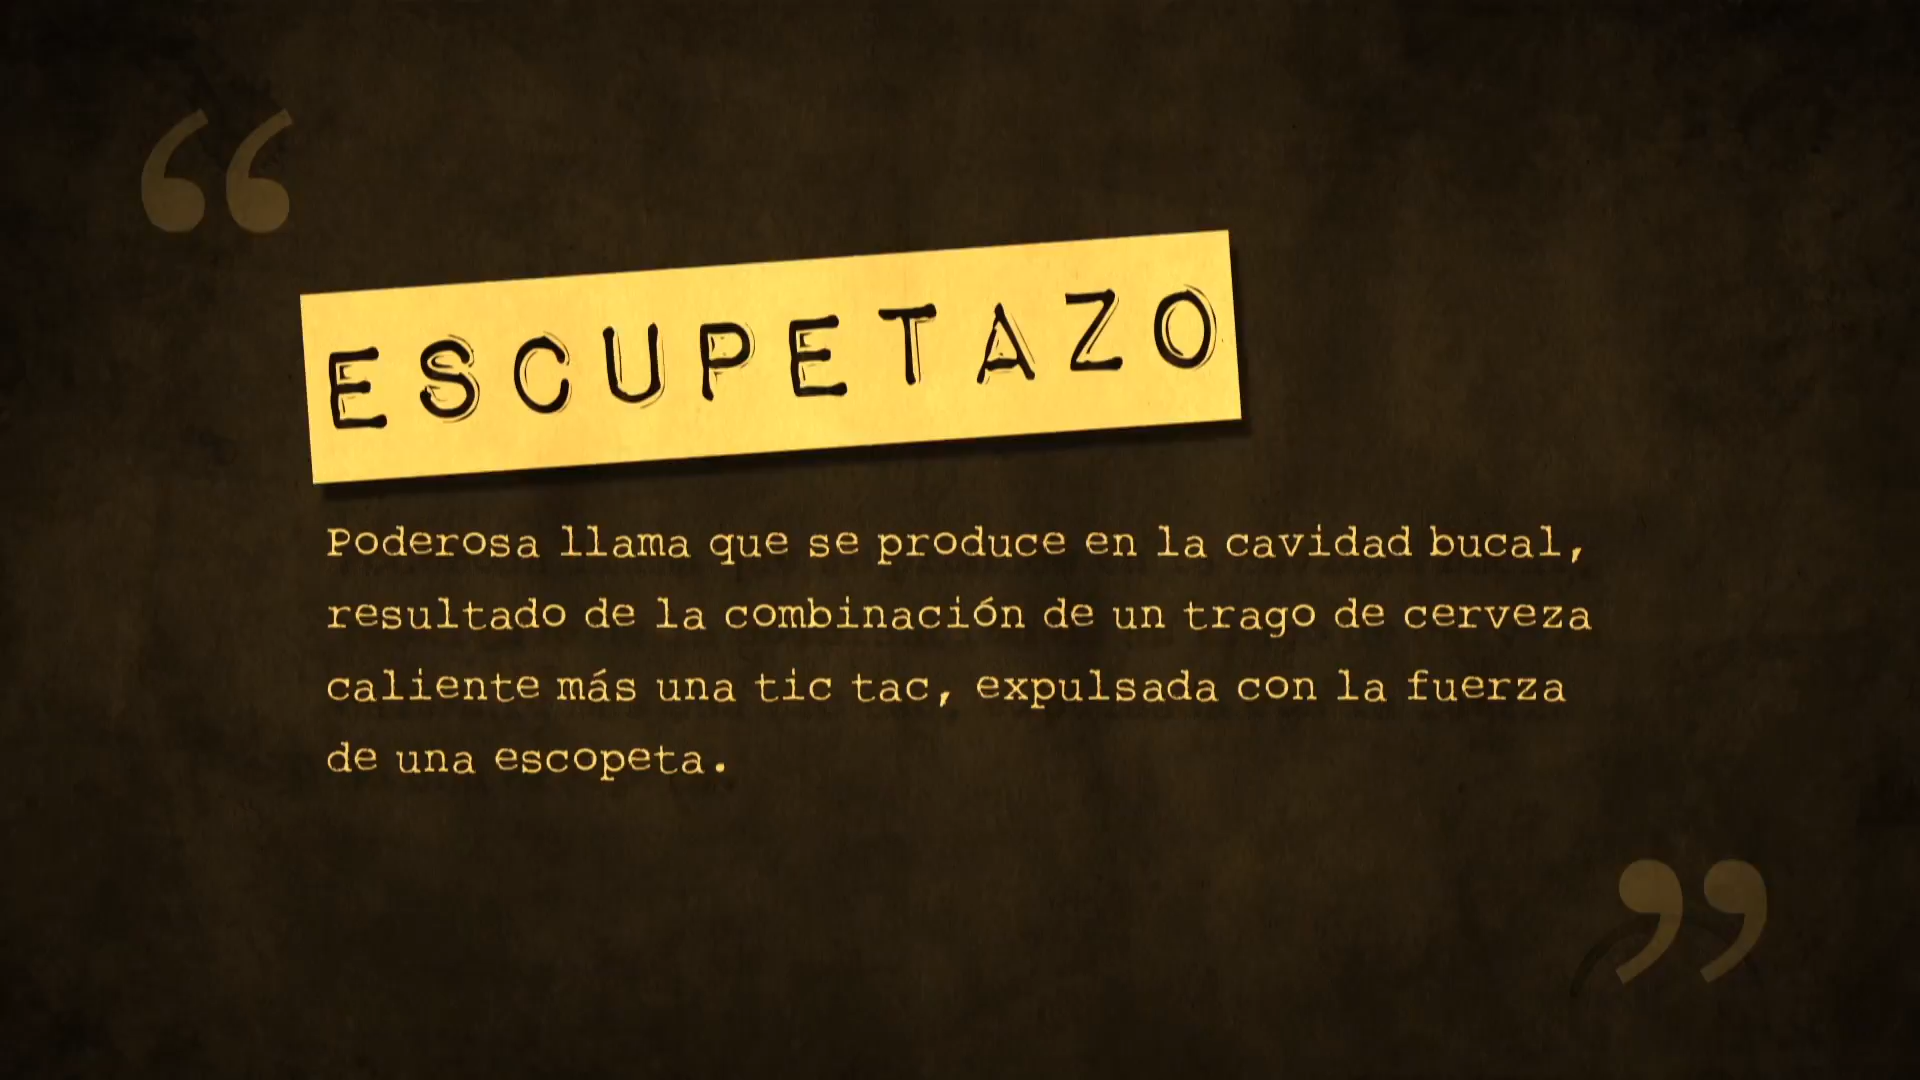 ESCUPETAZO
Poderosa llama que se produce en la cavidad bucal,
resultado de la combinación de un trago de cerveza
caliente más una tic tac, expulsada con la fuerza
de una escopeta.